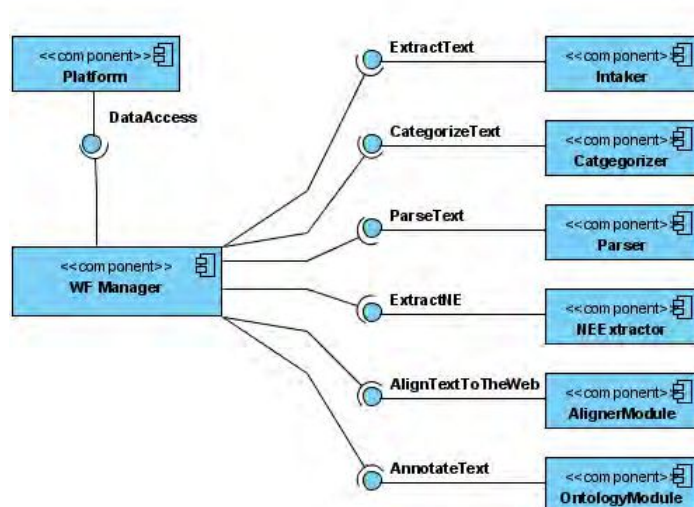 <<component>>
Platform
DataAccess
<<component>>
WF Manager
ExtractText
<<component>>
Intaker
CategorizeText
<<component>>
Catgegorizer
ParseText
<<component>>
Parser
ExtractNE
<<component>>
NEExtractor
AlignTextToTheWeb
<<component>>
AlignerModule
AnnotateText
<<component>>
OntologyModule